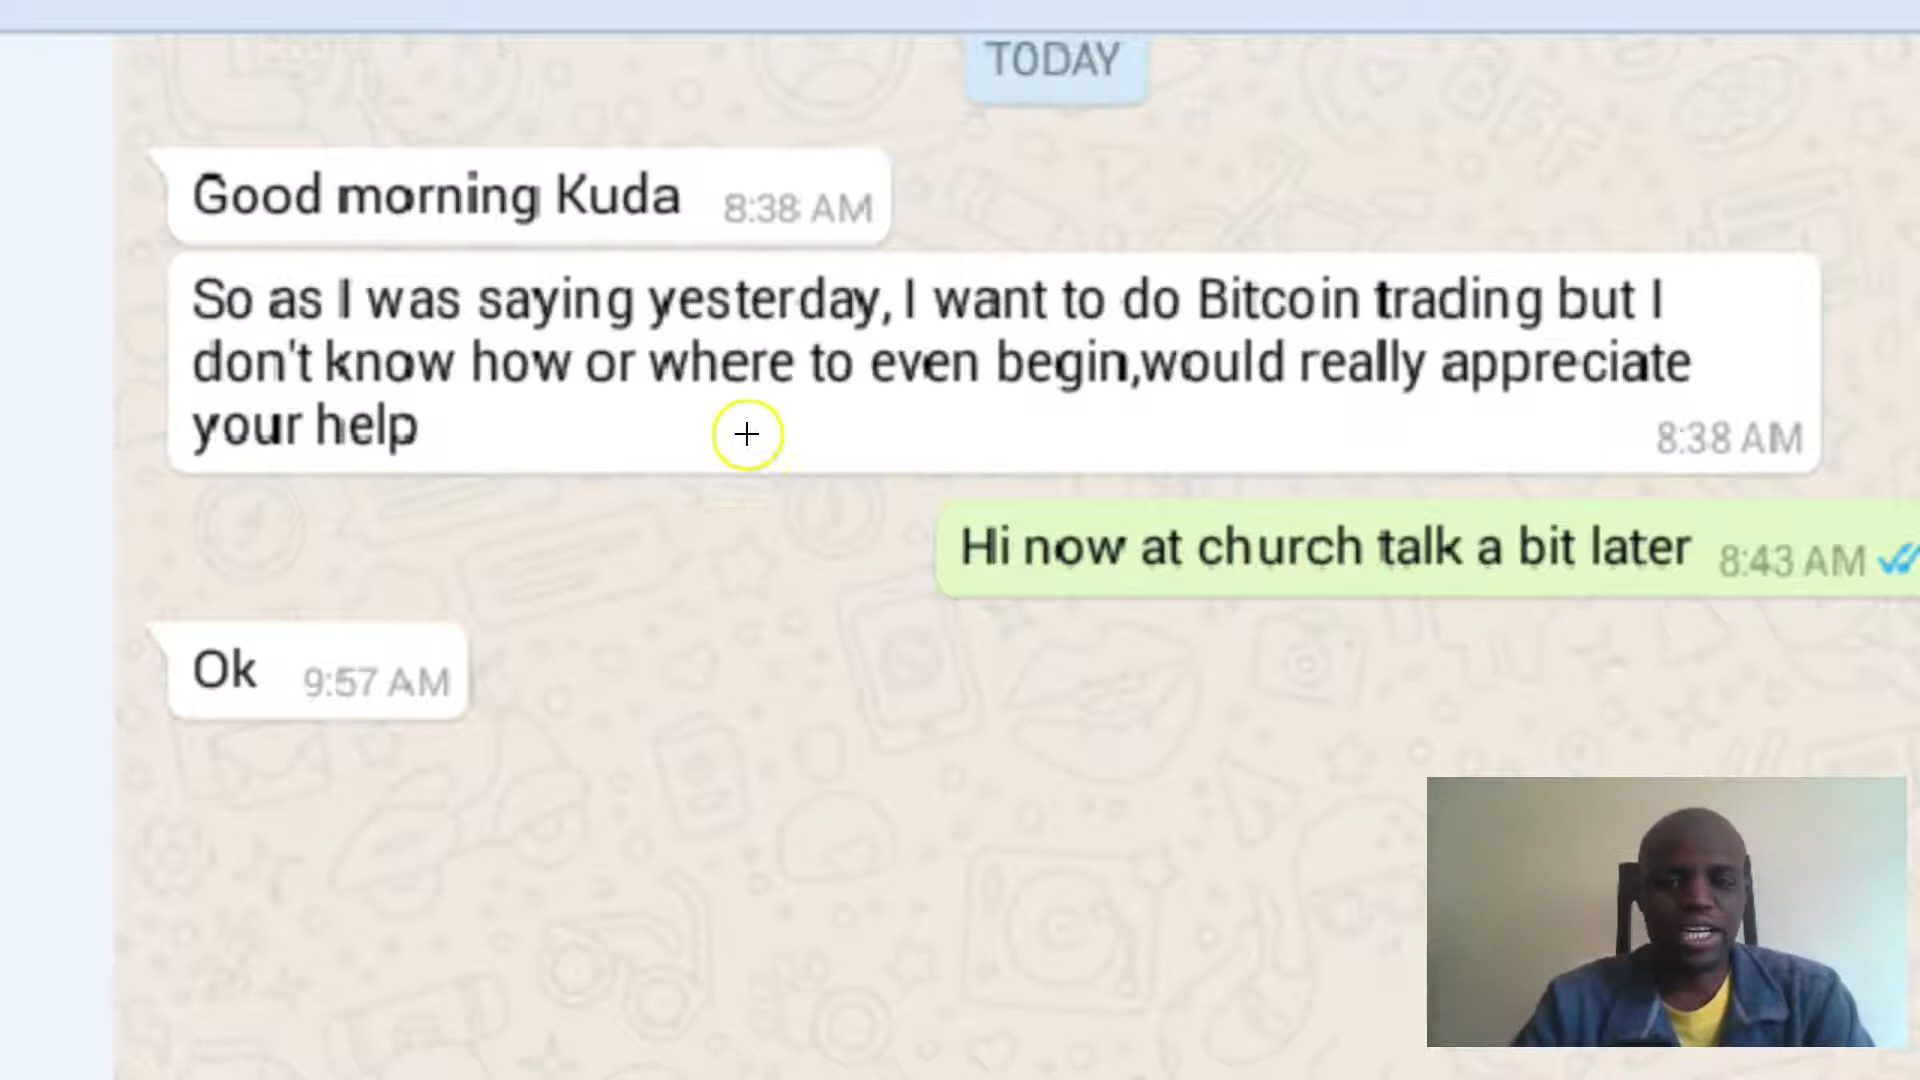 TODAY
Good morning Kuda 8:38 AM
So as I was saying yesterday, I want to do Bitcoin trading but I
don't know how or where to even begin,would really appreciate
your help 8:38 AM
Hi now at church talk a bit later 8:43 AM
Ok 9:57 AM